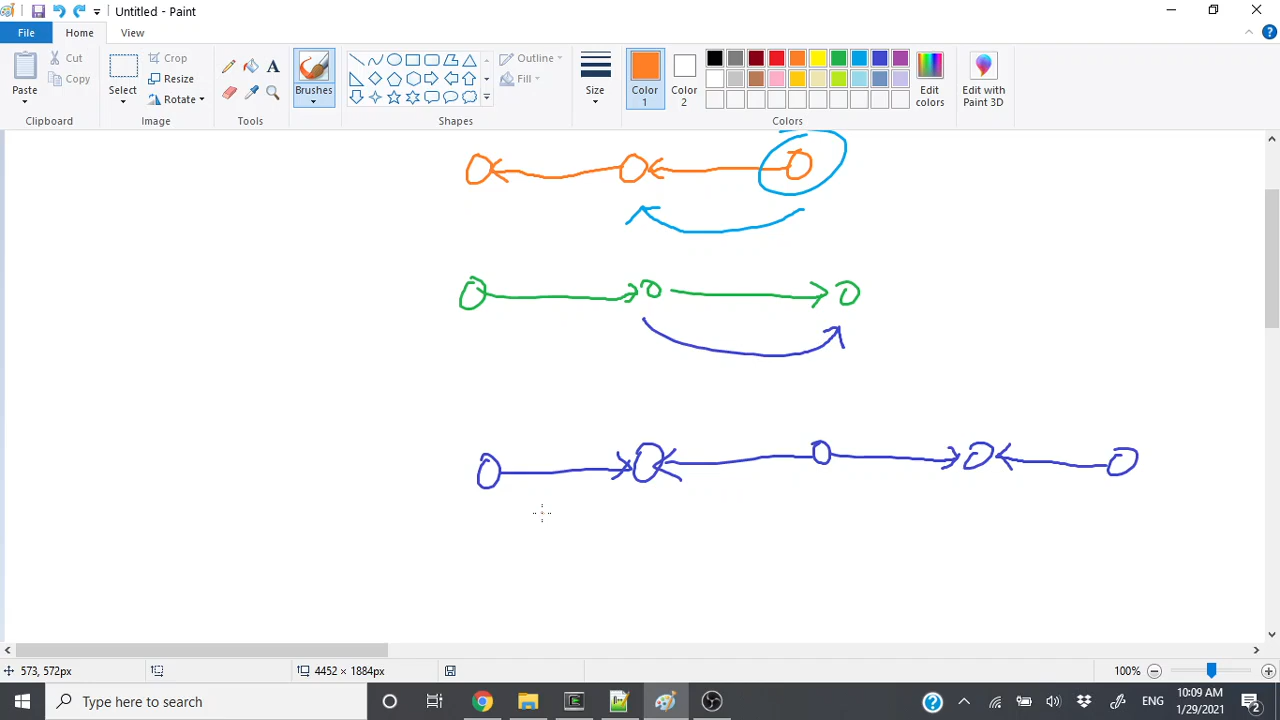 Untitled - Paint
File
Home
View
Paste
Clipboard
Cut
Copy
Select
Crop
Resize
Rotate
Image
A
Tools
Brushes
Outline
Fill
Shapes
Size
Color
1
Color
2
Edit
colors
Colors
Edit with
Paint 3D
573, 572px
4452 × 1884px
100%
Type here to search
ENG
10:09 AM
1/29/2021
2